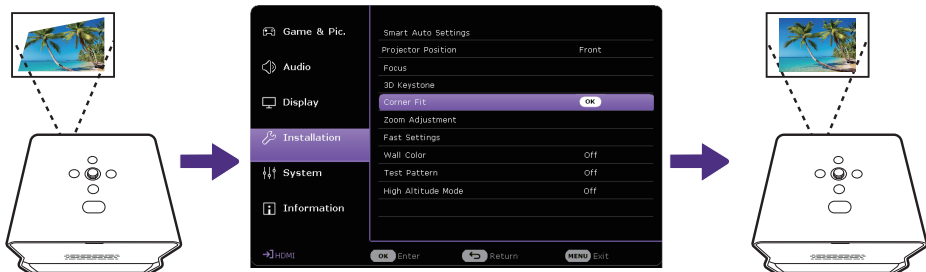 Game & Pic.
Audio
Display
Installation
System
Information
Smart Auto Settings
Projector Position Front
Focus
3D Keystone
Corner Fit OK
Zoom Adjustment
Fast Settings
Wall Color Off
Test Pattern Off
High Altitude Mode Off
HDMI
OK Enter Return MENU Exit